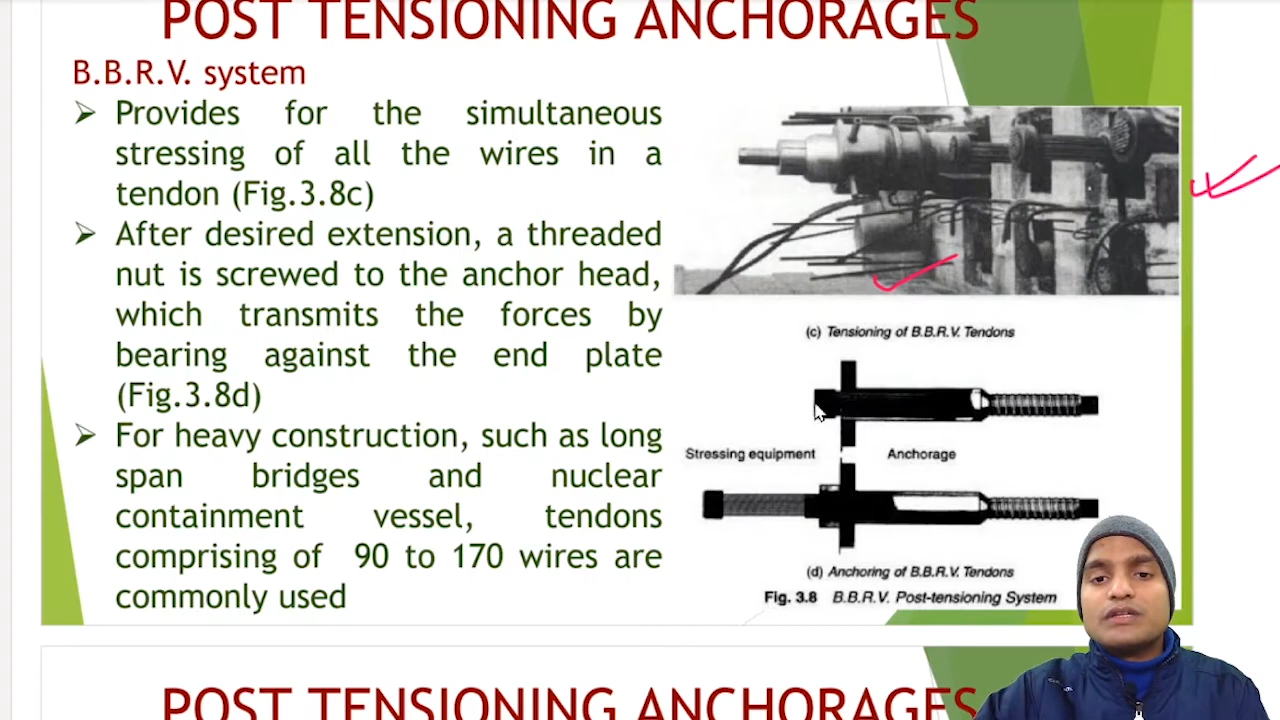 POST TENSIONING ANCHORAGES
B.B.R.V. system
➢ Provides for the simultaneous
stressing of all the wires in a
tendon (Fig.3.8c)
➢ After desired extension, a threaded
nut is screwed to the anchor head,
which transmits the forces by
bearing against the end plate
(Fig.3.8d)
➢ For heavy construction, such as long
span bridges and nuclear
containment vessel, tendons
comprising of 90 to 170 wires are
commonly used
(c) Tensioning of B.B.R.V. Tendons
Stressing equipment Anchorage
(d) Anchoring of B.B.R.V. Tendons
Fig. 3.8 B.B.R.V. Post-tensioning System
POST TENSIONING ANCHORAGES